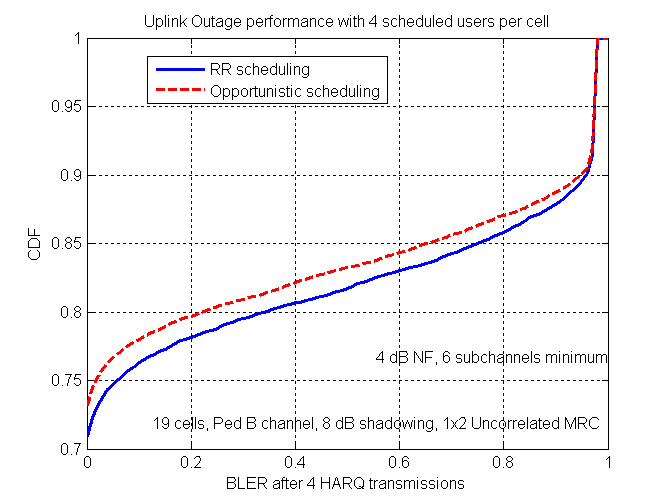 Uplink Outage performance with 4 scheduled users per cell
1
RR scheduling
Opportunistic scheduling
0.95
0.9
0.85
CDF
0.8
4 dB NF, 6 subchannels minimum
0.75
19 cells, Ped B channel, 8 dB shadowing, 1x2 Uncorrelated MRC
0.7
0 0.2 0.4 0.6 0.8 1
BLER after 4 HARQ transmissions